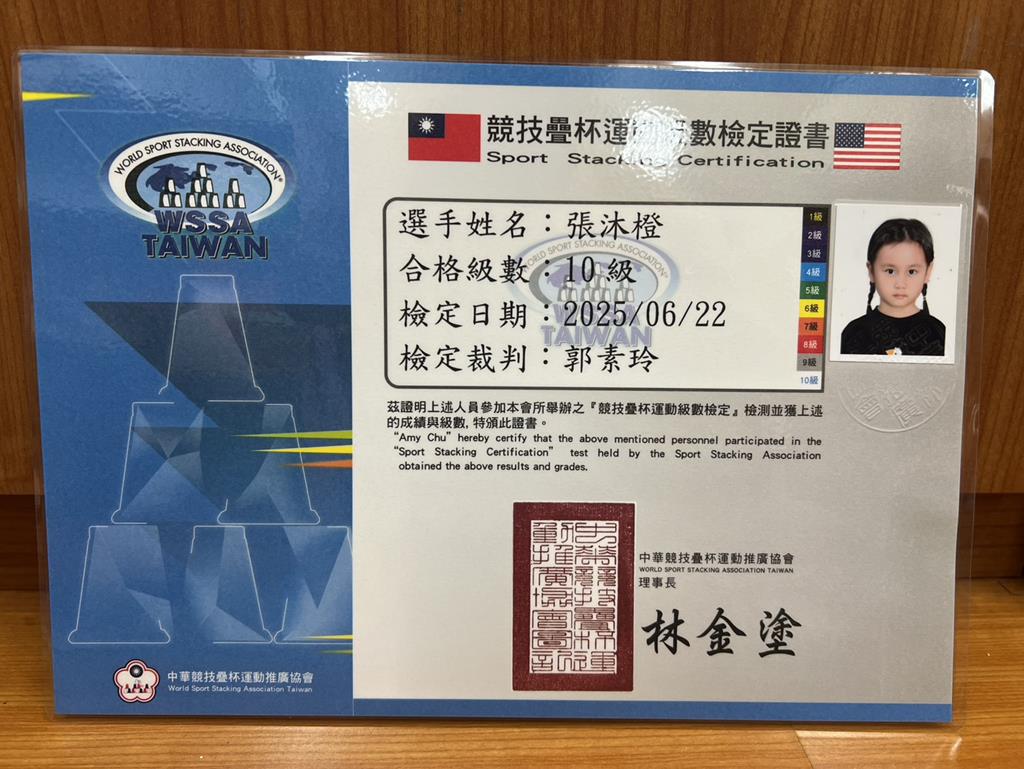 WORLD SPORT STACKING ASSOCIATION®
WSSA
TAIWAN
競技疊杯運動級數檢定證書
Sport Stacking Certification
選手姓名：張沐橙
合格級數：10 級
檢定日期：2025/06/22
檢定裁判：郭素玲
1級
2級
3級
4級
5級
6級
7級
8級
9級
10級
WORLD SPORT STACKING ASSOCIATION®
TAIWAN
茲證明上述人員參加本會所舉辦之『競技疊杯運動級數檢定』檢測並獲上述
的成績與級數, 特頒此證書。
“Amy Chu” hereby certify that the above mentioned personnel participated in the
“Sport Stacking Certification” test held by the Sport Stacking Association
obtained the above results and grades.
中華競技疊杯運動推廣協會
WORLD SPORT STACKING ASSOCIATION TAIWAN
理事長
林金塗
中華競技疊杯運動推廣協會
World Sport Stacking Association Taiwan